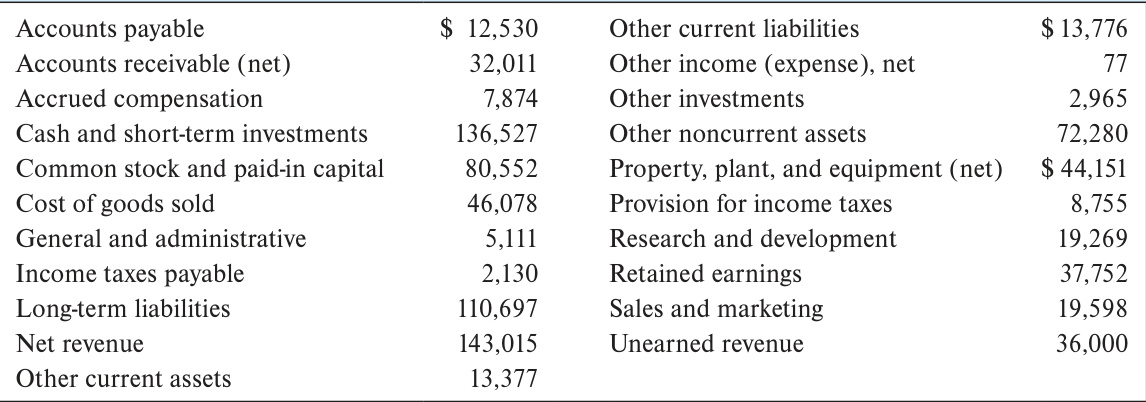 Accounts payable $ 12,530 Other current liabilities $ 13,776
Accounts receivable (net) 32,011 Other income (expense), net 77
Accrued compensation 7,874 Other investments 2,965
Cash and short-term investments 136,527 Other noncurrent assets 72,280
Common stock and paid-in capital 80,552 Property, plant, and equipment (net) $ 44,151
Cost of goods sold 46,078 Provision for income taxes 8,755
General and administrative 5,111 Research and development 19,269
Income taxes payable 2,130 Retained earnings 37,752
Long-term liabilities 110,697 Sales and marketing 19,598
Net revenue 143,015 Unearned revenue 36,000
Other current assets 13,377